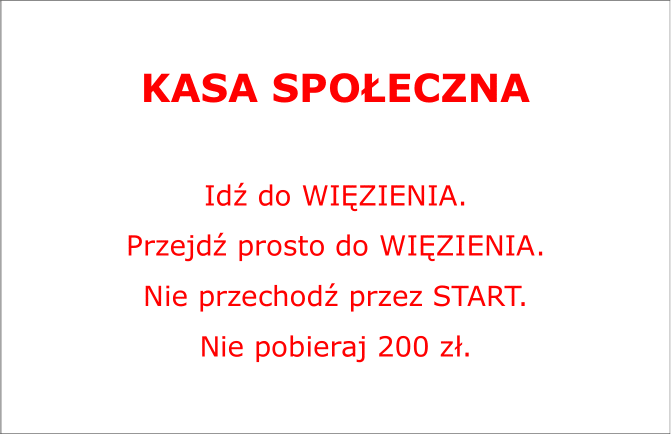 KASA SPOŁECZNA
Idź do WIĘZIENIA.
Przejdź prosto do WIĘZIENIA.
Nie przechodź przez START.
Nie pobieraj 200 zł.